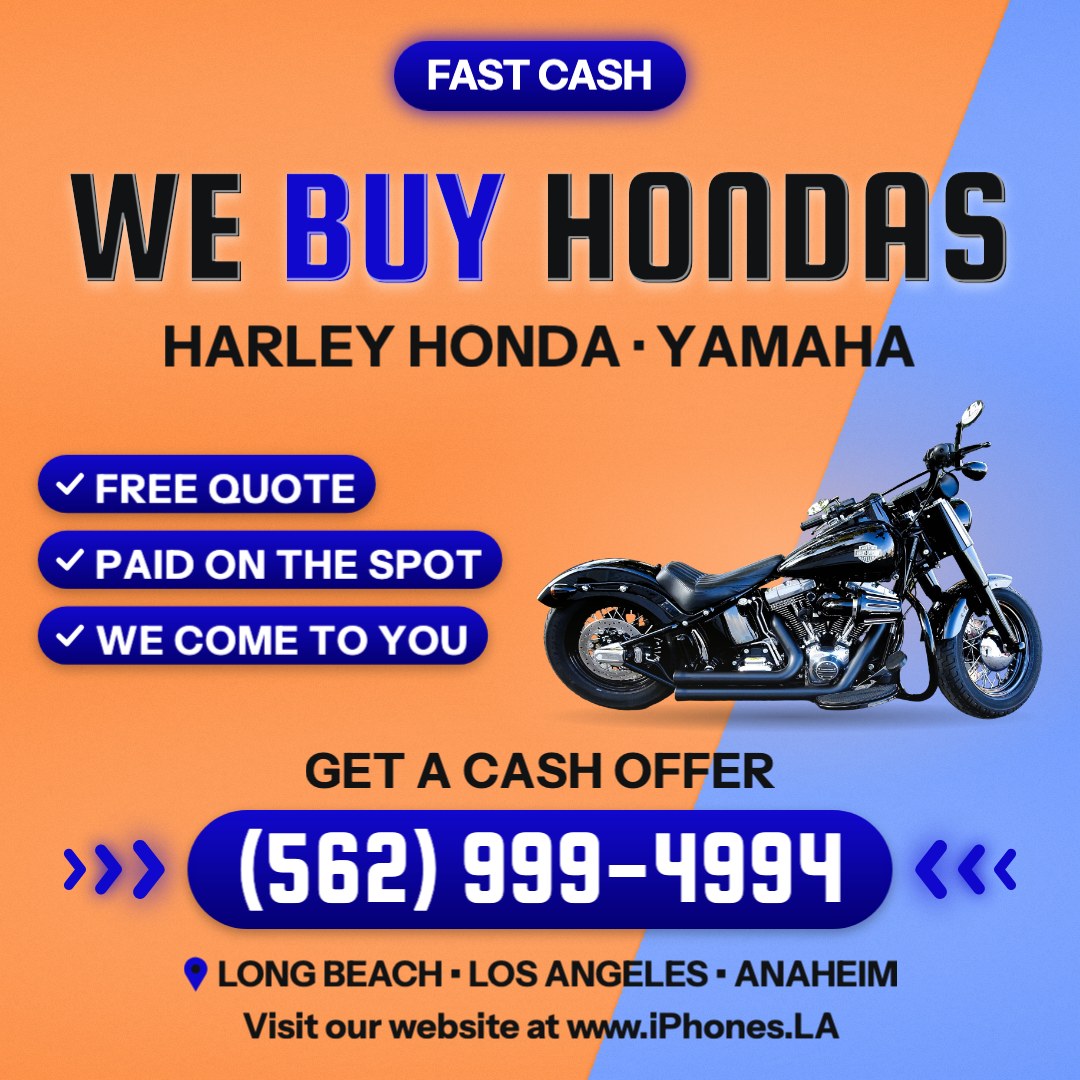 FAST CASH
WE BUY HONDAS
HARLEY HONDA · YAMAHA
FREE QUOTE
PAID ON THE SPOT
WE COME TO YOU
GET A CASH OFFER
(562) 999-4994
LONG BEACH · LOS ANGELES · ANAHEIM
Visit our website at www.iPhones.LA